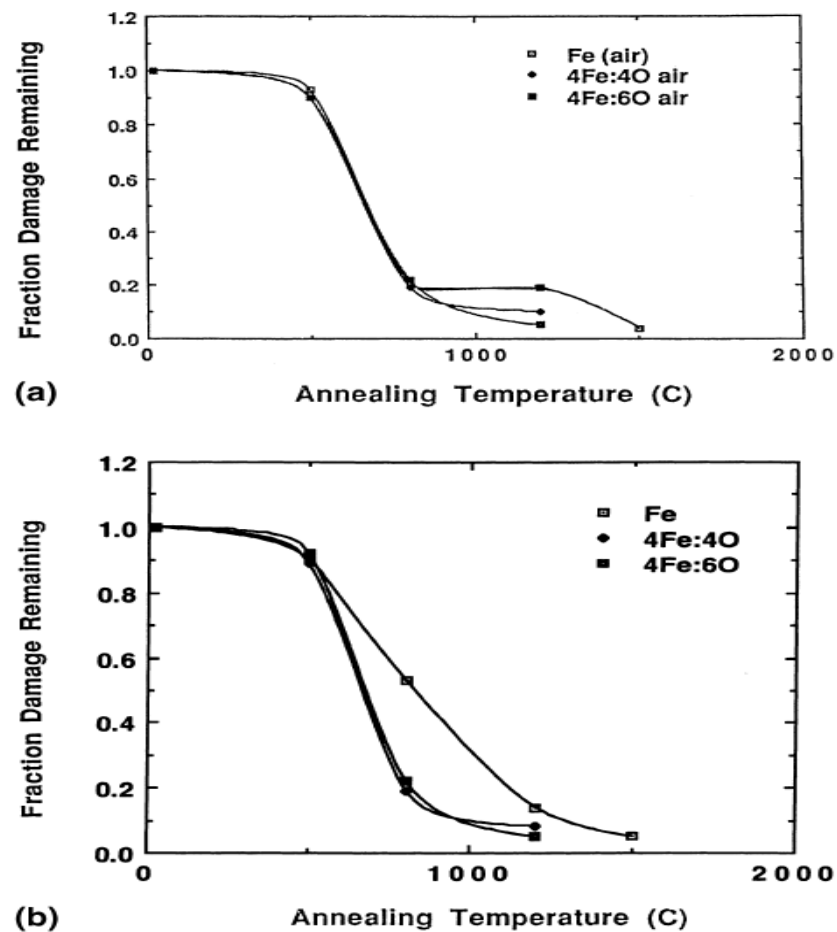 1.2
1.0
0.8
0.6
0.4
0.2
0.0
Fraction Damage Remaining
Fe (air)
4Fe:4O air
4Fe:6O air
0
1000
2000
(a)
Annealing Temperature (C)
1.2
1.0
0.8
0.6
0.4
0.2
0.0
Fraction Damage Remaining
Fe
4Fe:4O
4Fe:6O
0
1000
2000
(b)
Annealing Temperature (C)